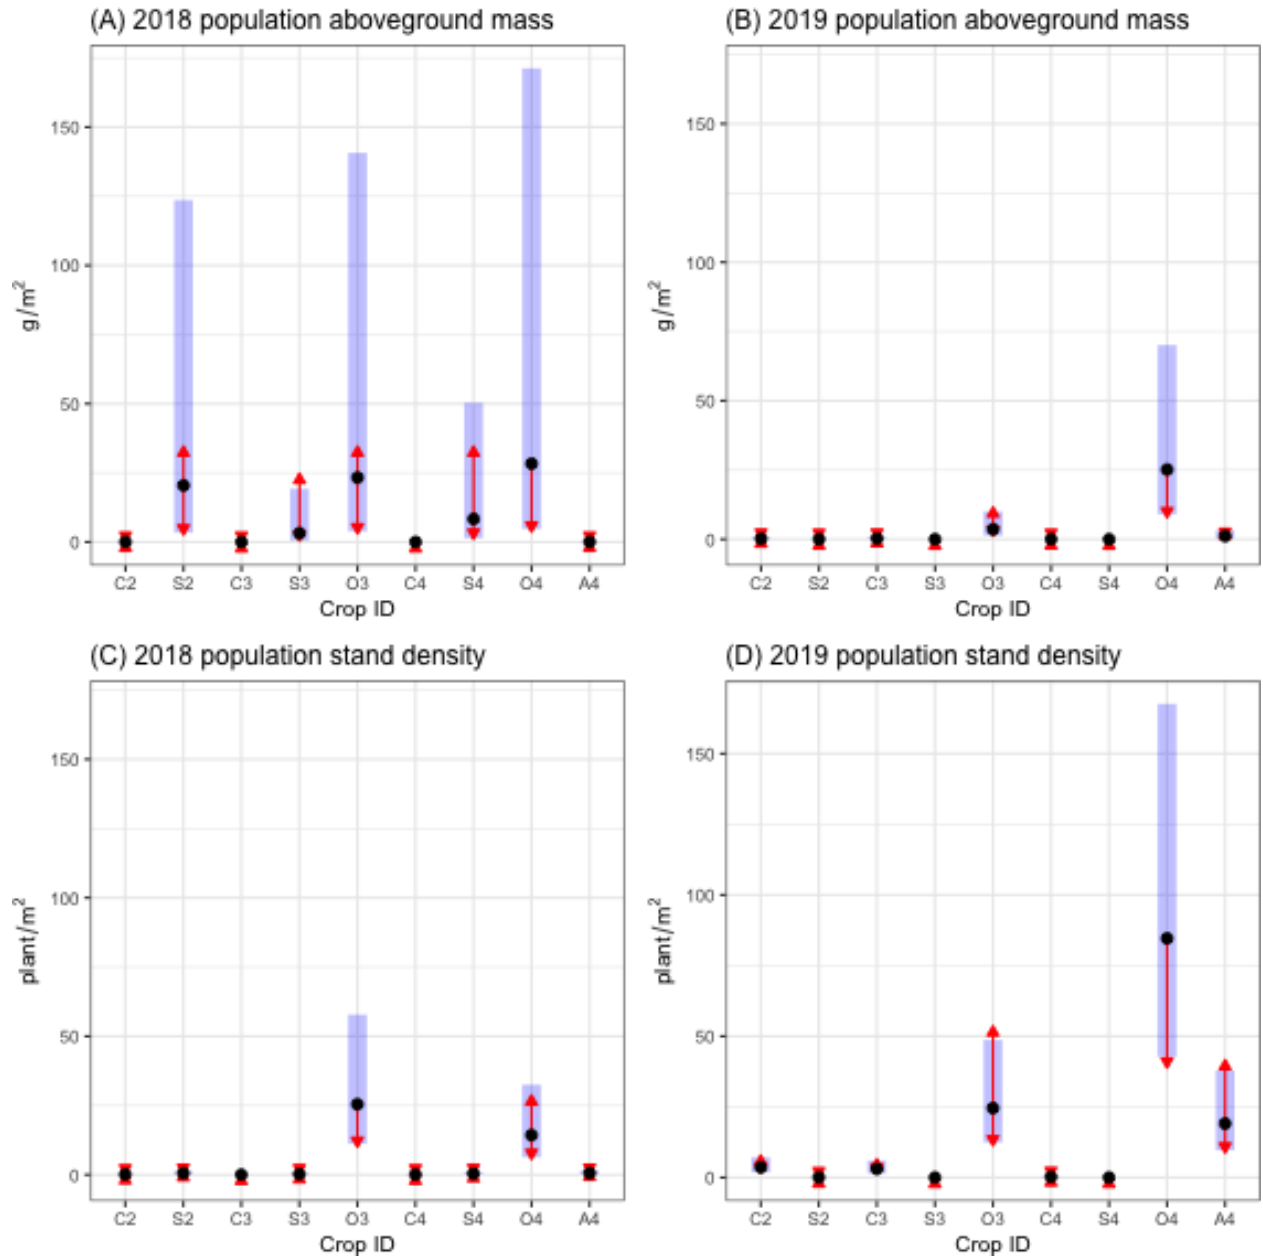 (A) 2018 population aboveground mass
g/m²
150
100
50
0
C2 S2 C3 S3 O3 C4 S4 O4 A4
Crop ID
(B) 2019 population aboveground mass
g/m²
150
100
50
0
C2 S2 C3 S3 O3 C4 S4 O4 A4
Crop ID
(C) 2018 population stand density
plant/m²
150
100
50
0
C2 S2 C3 S3 O3 C4 S4 O4 A4
Crop ID
(D) 2019 population stand density
plant/m²
150
100
50
0
C2 S2 C3 S3 O3 C4 S4 O4 A4
Crop ID